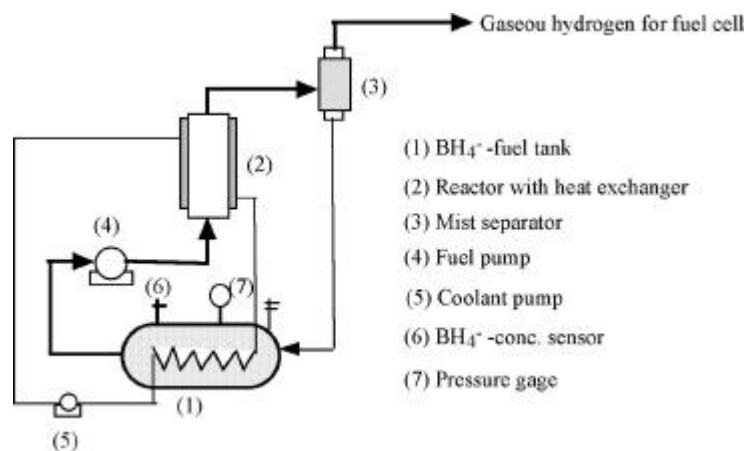 Gaseou hydrogen for fuel cell
(3)
(2)
(4)
(6)
(7)
(1)
(5)
(1) BH₄⁻ -fuel tank
(2) Reactor with heat exchanger
(3) Mist separator
(4) Fuel pump
(5) Coolant pump
(6) BH₄⁻ -conc. sensor
(7) Pressure gage